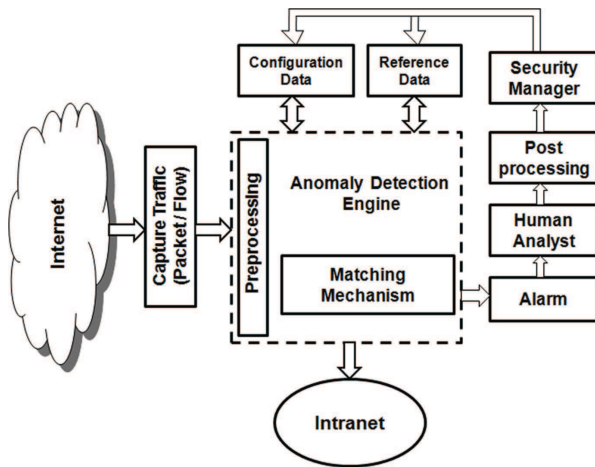 Internet
Capture Traffic
(Packet / Flow)
Configuration
Data
Reference
Data
Preprocessing
Anomaly Detection
Engine
Matching
Mechanism
Intranet
Security
Manager
Post
processing
Human
Analyst
Alarm